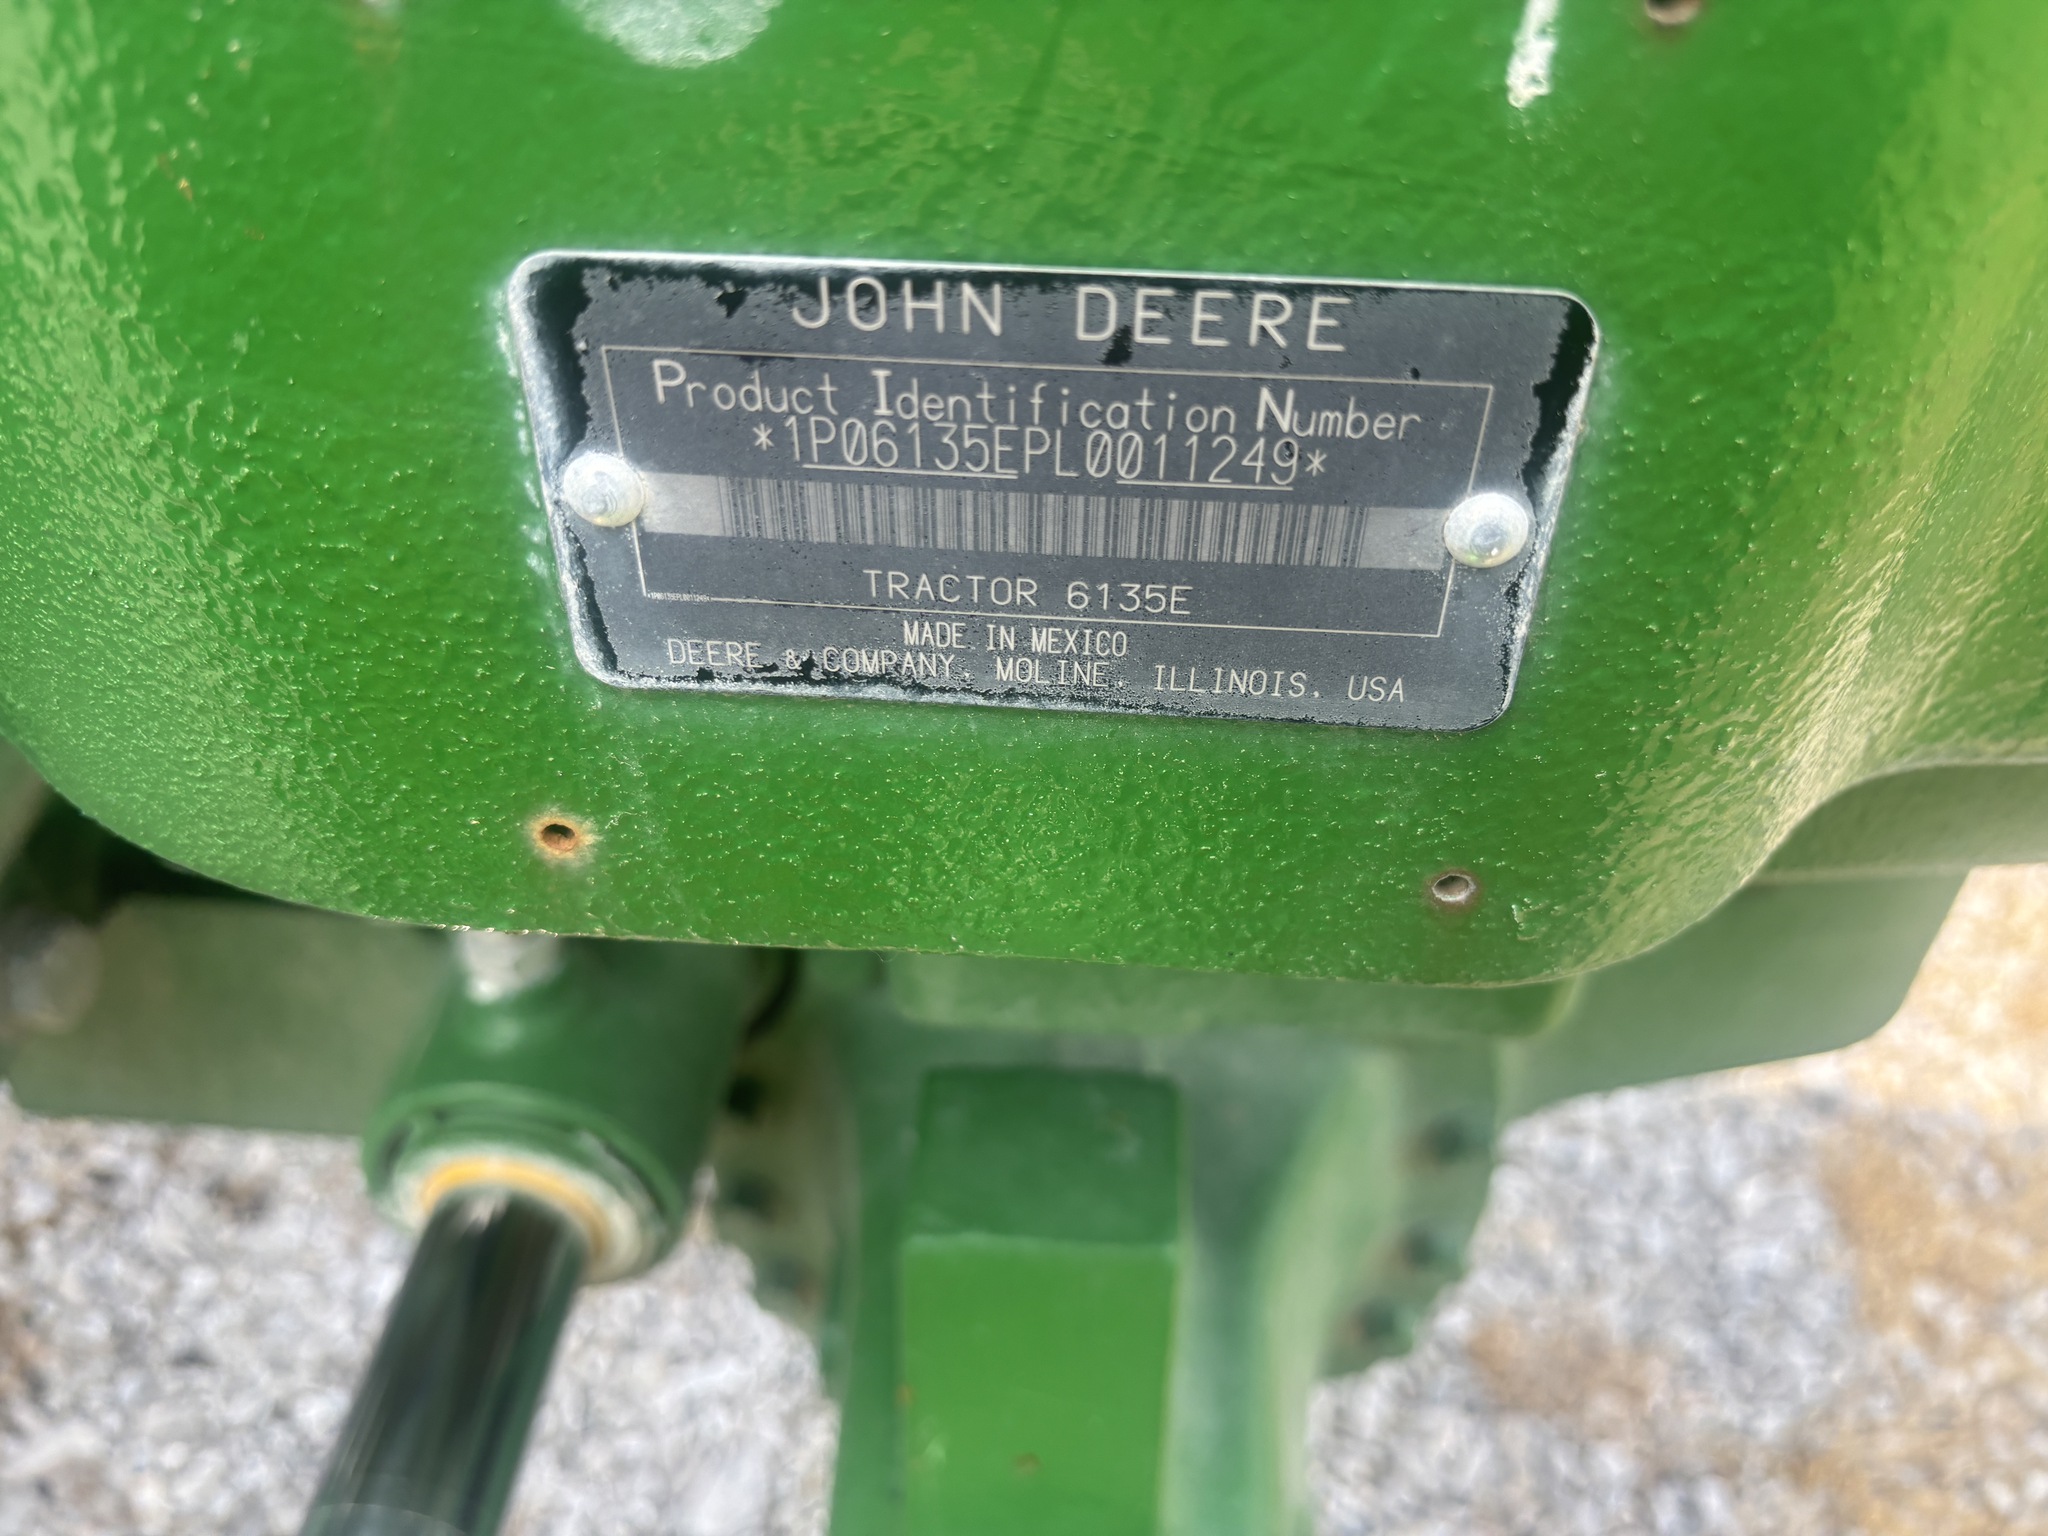 JOHN DEERE
Product Identification Number
*1P06135EPL0011249*
TRACTOR 6135E
MADE IN MEXICO
DEERE & COMPANY, MOLINE, ILLINOIS, USA